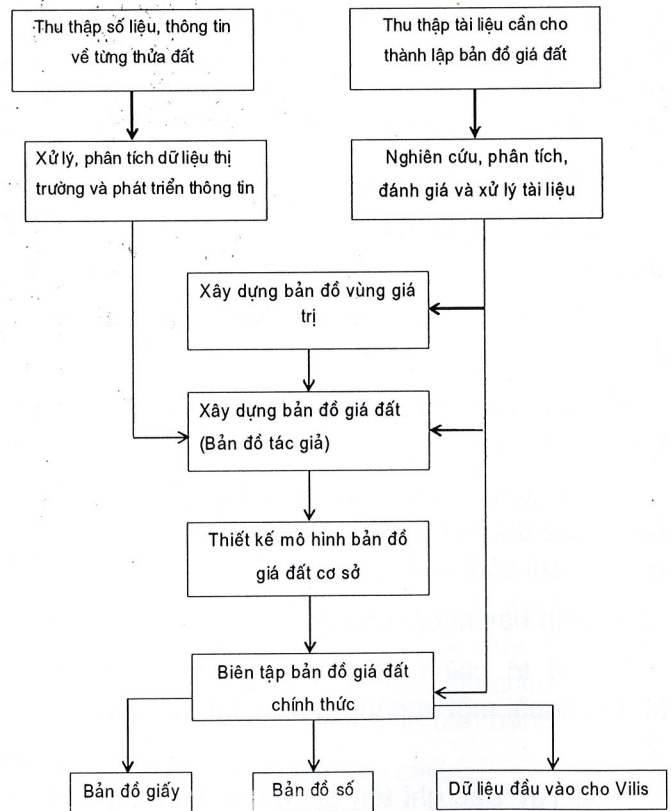 Thu thập số liệu, thông tin
về từng thửa đất
Thu thập tài liệu cần cho
thành lập bản đồ giá đất
Xử lý, phân tích dữ liệu thị
trường và phát triển thông tin
Nghiên cứu, phân tích,
đánh giá và xử lý tài liệu
Xây dựng bản đồ vùng giá
trị
Xây dựng bản đồ giá đất
(Bản đồ tác giả)
Thiết kế mô hình bản đồ
giá đất cơ sở
Biên tập bản đồ giá đất
chính thức
Bản đồ giấy
Bản đồ số
Dữ liệu đầu vào cho Vilis